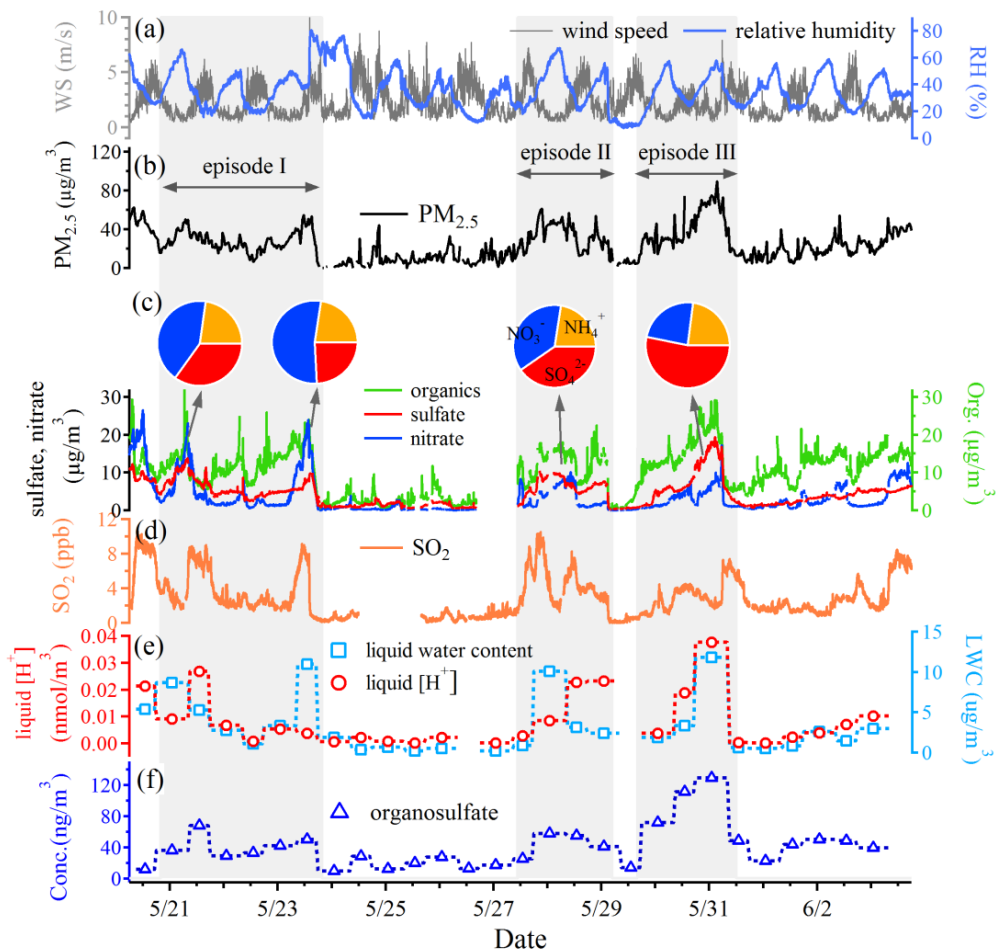 (a)
wind speed
relative humidity
WS (m/s)
10
5
0
RH (%)
80
60
40
20
0
(b)
episode I
episode II
episode III
PM2.5 (μg/m3)
120
80
40
0
PM2.5
(c)
NO3-
NH4+
SO42-
organics
sulfate
nitrate
sulfate, nitrate
(μg/m3)
30
20
10
0
Org. (μg/m3)
30
20
10
0
(d)
SO2
SO2 (ppb)
12
8
4
0
(e)
liquid water content
liquid [H+]
liquid [H+]
(nmol/m3)
0.04
0.03
0.02
0.01
0.00
LWC (ug/m3)
15
10
5
0
(f)
organosulfate
Conc.(ng/m3)
120
80
40
0
5/21
5/23
5/25
5/27
5/29
5/31
6/2
Date